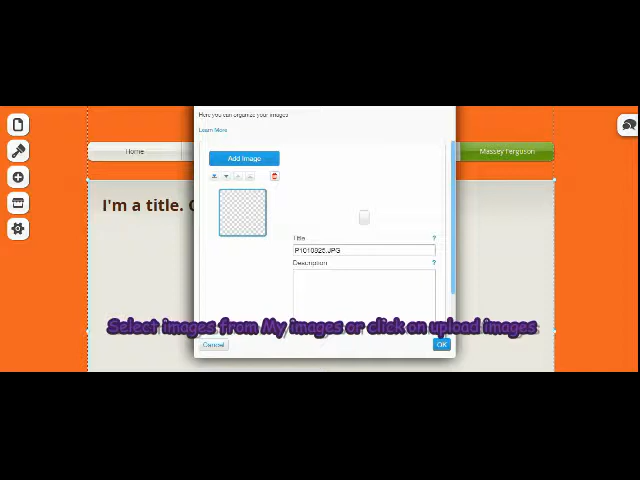 Here you can organize your images
Learn More
Home
Massey Ferguson
Add Image
I'm a title. C
Title
?
P1010825.JPG
Description
?
Select images from My images or click on upload images
Cancel
OK